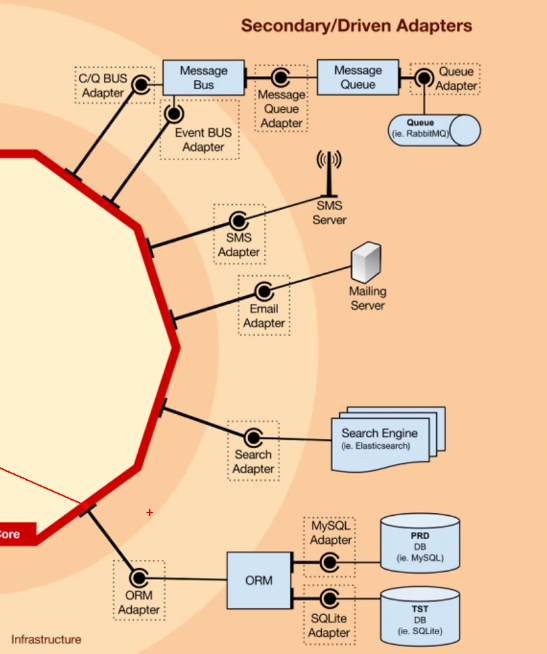 Secondary/Driven Adapters
C/Q BUS
Adapter
Message
Bus
Message
Queue
Adapter
Message
Queue
Queue
Adapter
Event BUS
Adapter
Queue
(ie. RabbitMQ)
SMS
Server
SMS
Adapter
Mailing
Server
Email
Adapter
Search Engine
(ie. Elasticsearch)
Search
Adapter
Core
MySQL
Adapter
PRD
DB
(ie. MySQL)
ORM
Adapter
ORM
SQLite
Adapter
TST
DB
(ie. SQLite)
Infrastructure